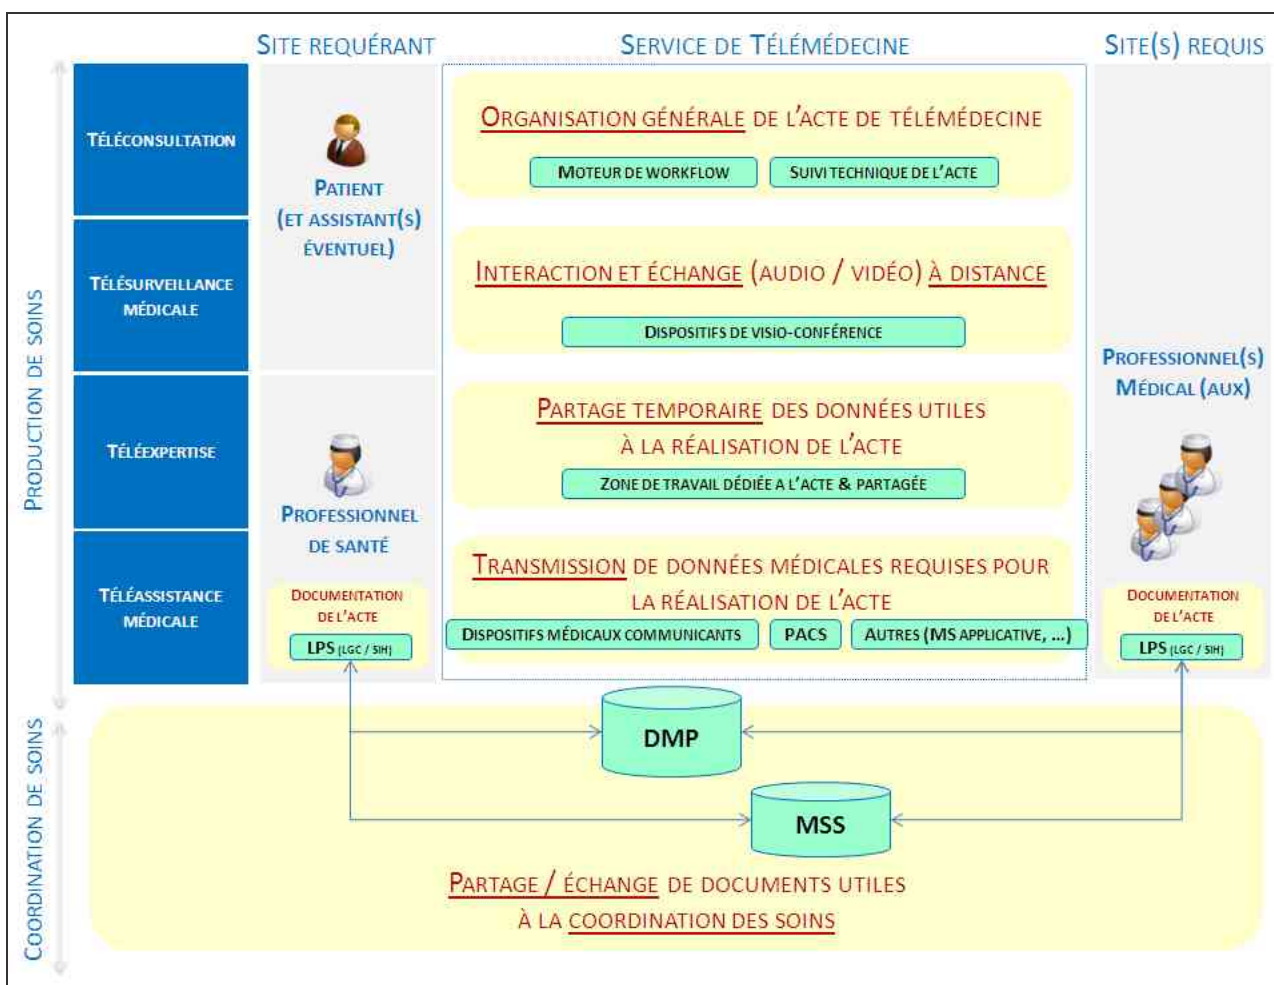 SITE REQUÉRANT
SERVICE DE TÉLÉMÉDECINE
SITE(S) REQUIS
PRODUCTION DE SOINS
TÉLÉCONSULTATION
PATIENT
(ET ASSISTANT(S)
ÉVENTUEL)
ORGANISATION GÉNÉRALE DE L'ACTE DE TÉLÉMÉDECINE
MOTEUR DE WORKFLOW
SUIVI TECHNIQUE DE L'ACTE
TÉLÉSURVEILLANCE
MÉDICALE
INTERACTION ET ÉCHANGE (AUDIO / VIDÉO) À DISTANCE
DISPOSITIFS DE VISIO-CONFÉRENCE
PROFESSIONNEL(S)
MÉDICAL (AUX)
TÉLÉEXPERTISE
PROFESSIONNEL
DE SANTÉ
PARTAGE TEMPORAIRE DES DONNÉES UTILES
À LA RÉALISATION DE L'ACTE
ZONE DE TRAVAIL DÉDIÉE A L'ACTE & PARTAGÉE
TÉLÉASSISTANCE
MÉDICALE
DOCUMENTATION
DE L'ACTE
LPS (LGC / SIH)
TRANSMISSION DE DONNÉES MÉDICALES REQUISES POUR
LA RÉALISATION DE L'ACTE
DISPOSITIFS MÉDICAUX COMMUNICANTS
PACS
AUTRES (MS APPLICATIVE, ...)
DOCUMENTATION
DE L'ACTE
LPS (LGC / SIH)
COORDINATION DE SOINS
DMP
MSS
PARTAGE / ÉCHANGE DE DOCUMENTS UTILES
À LA COORDINATION DES SOINS